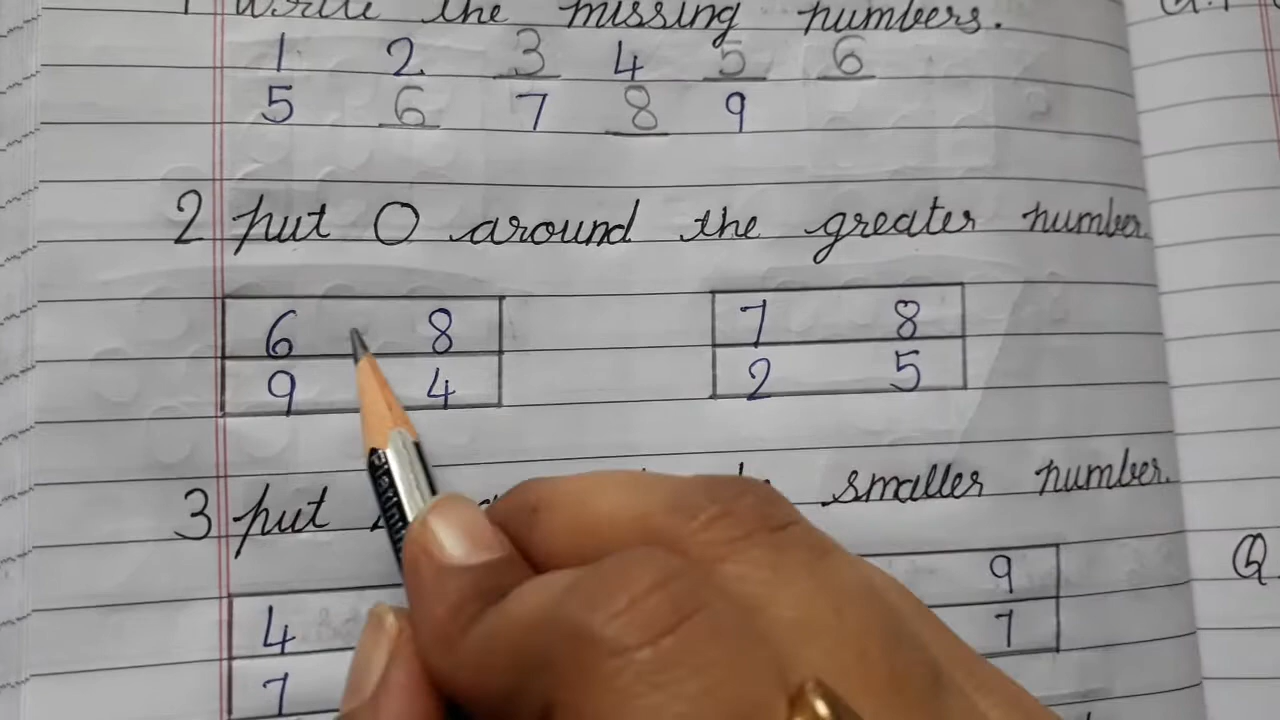 1 Write the missing numbers.
1 2 3 4 5 6
5 6 7 8 9
2 put O around the greater number.
6 8 7 8
9 4 2 5
3 put smaller number.
9
4 7
7
Q.